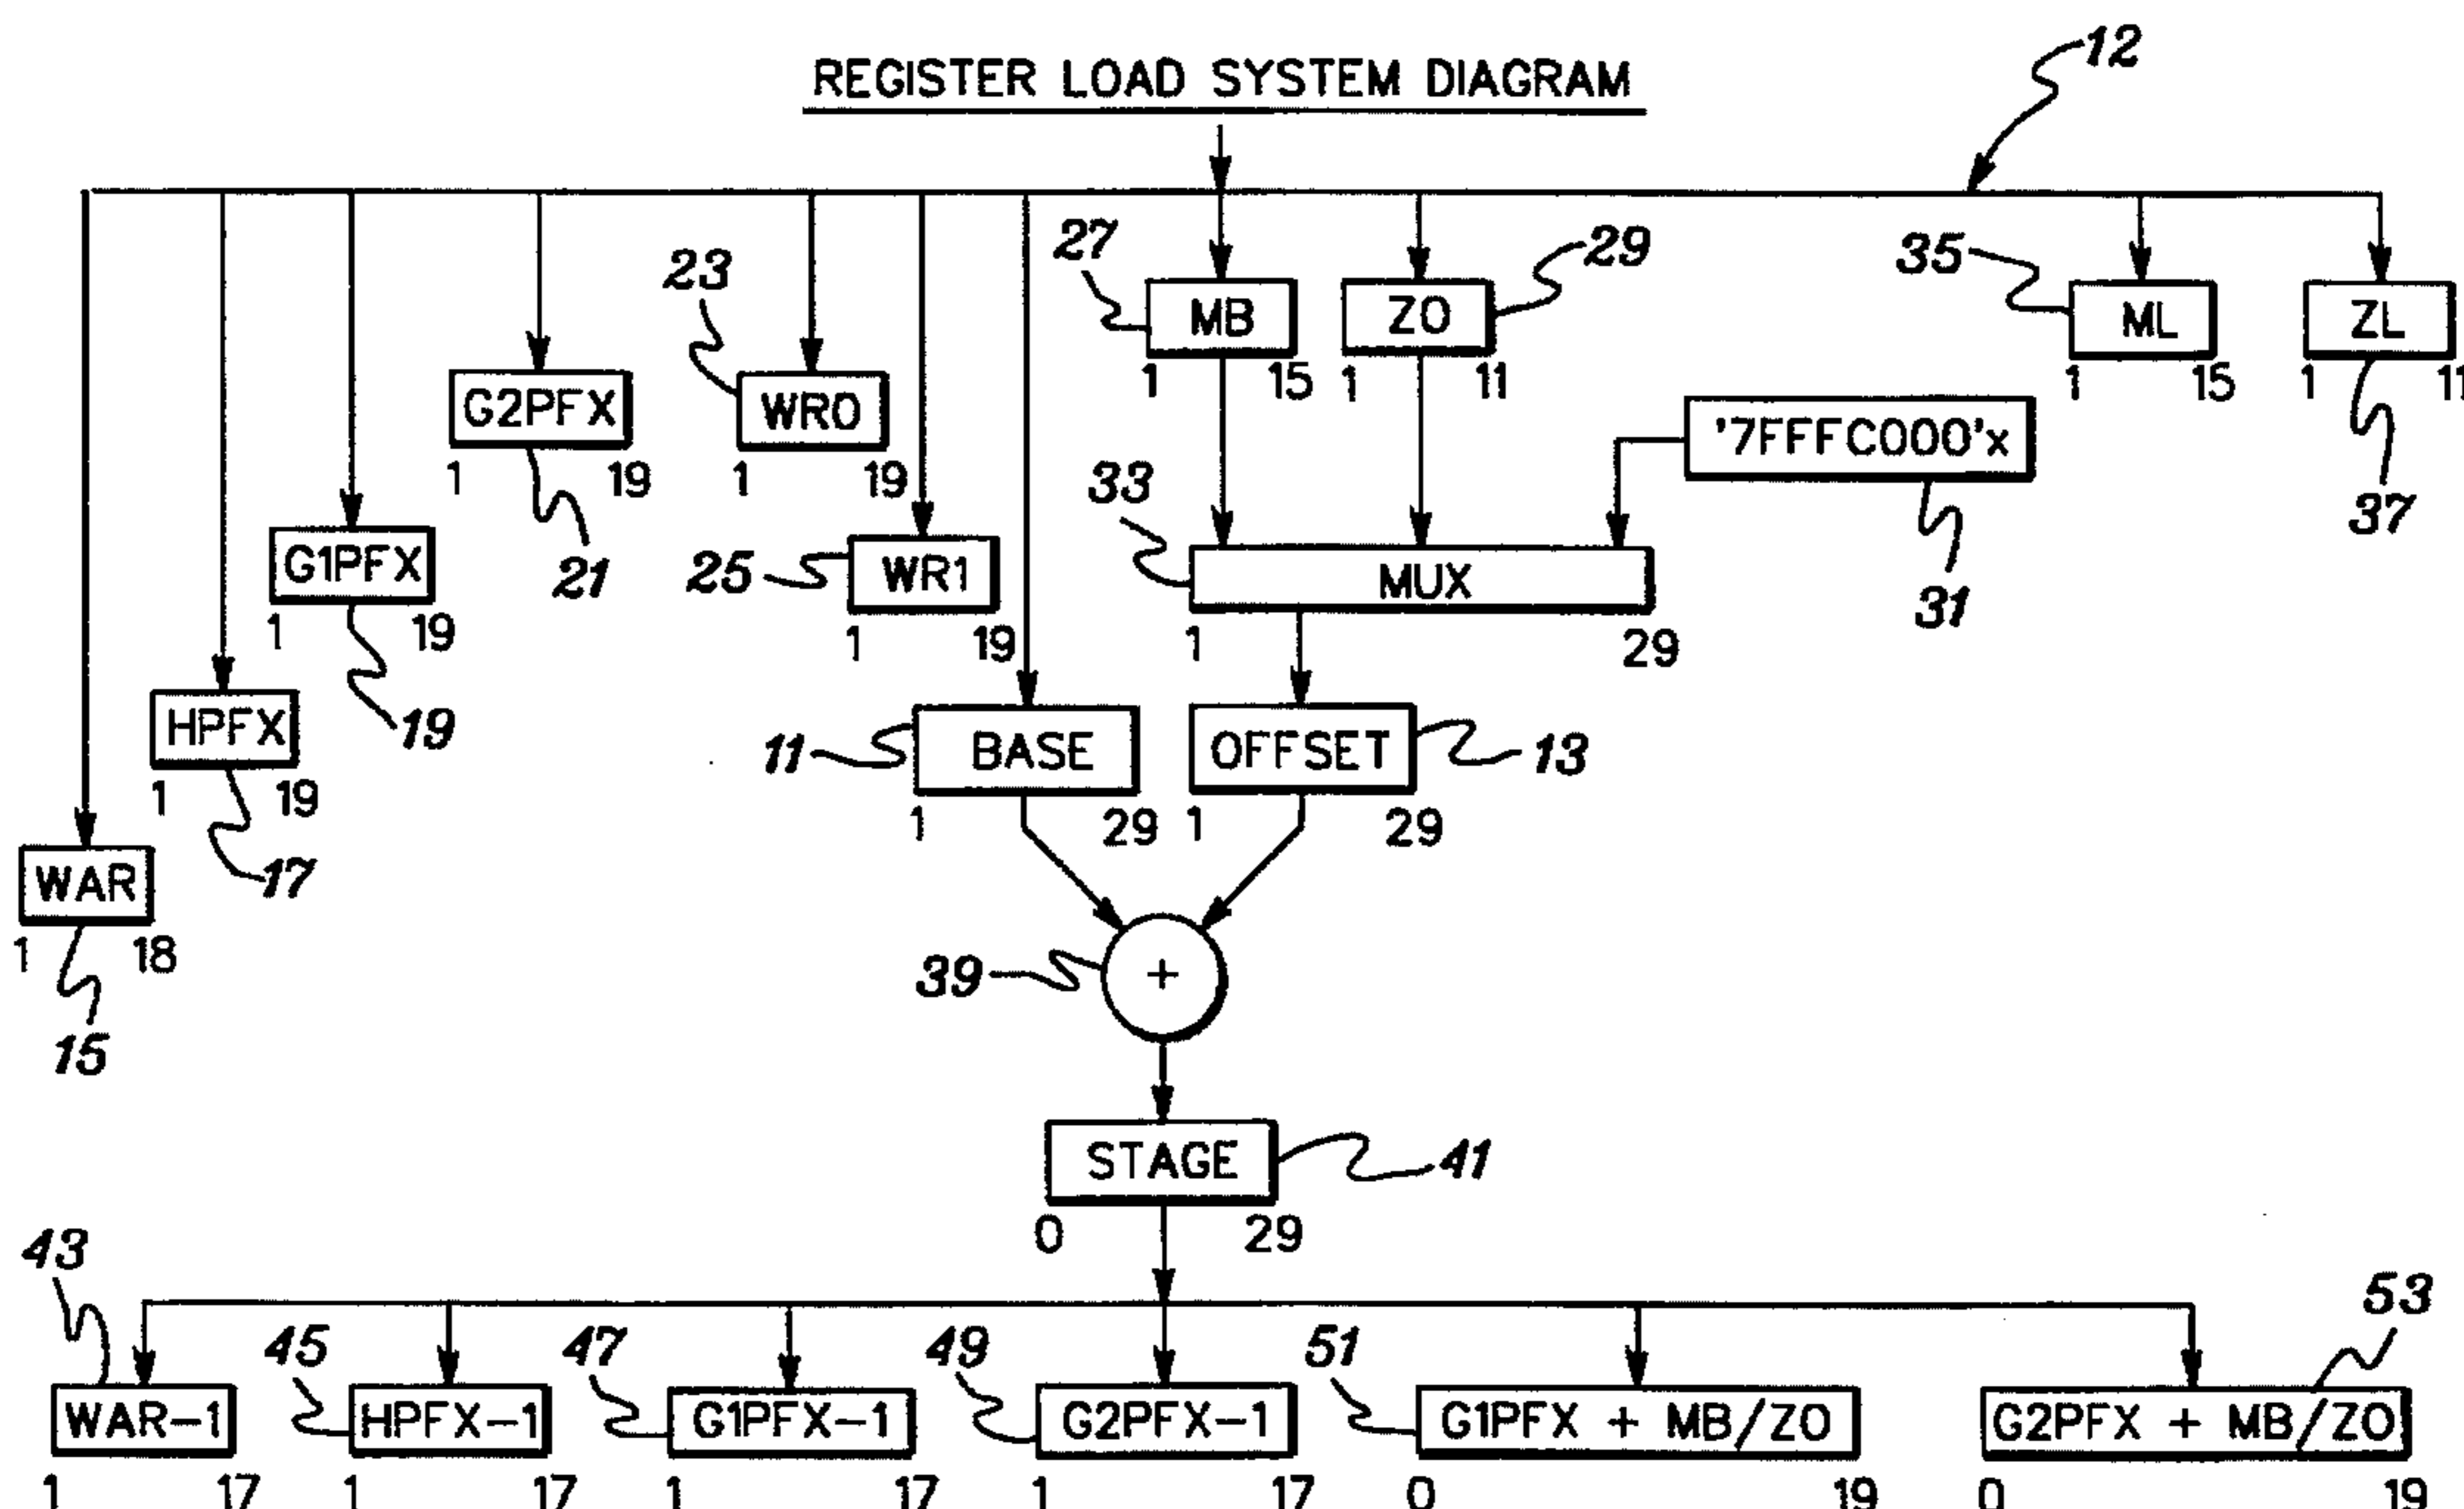 12
REGISTER LOAD SYSTEM DIAGRAM
27
29
35
23
MB
ZO
ML
ZL
1 15
1 11
1 15
1 11
G2PFX
WR0
'7FFFC000'x
1 19
1 19
33
37
G1PFX
21
25
WR1
MUX
31
1 19
1 19
1 29
HPFX
19
11
BASE
OFFSET
13
1 19
1 29
1 29
WAR
17
1 18
39
+
15
STAGE
41
0 29
43
45
47
49
51
53
WAR-1
HPFX-1
G1PFX-1
G2PFX-1
G1PFX + MB/ZO
G2PFX + MB/ZO
1 17
1 17
1 17
1 17
0 19
0 19